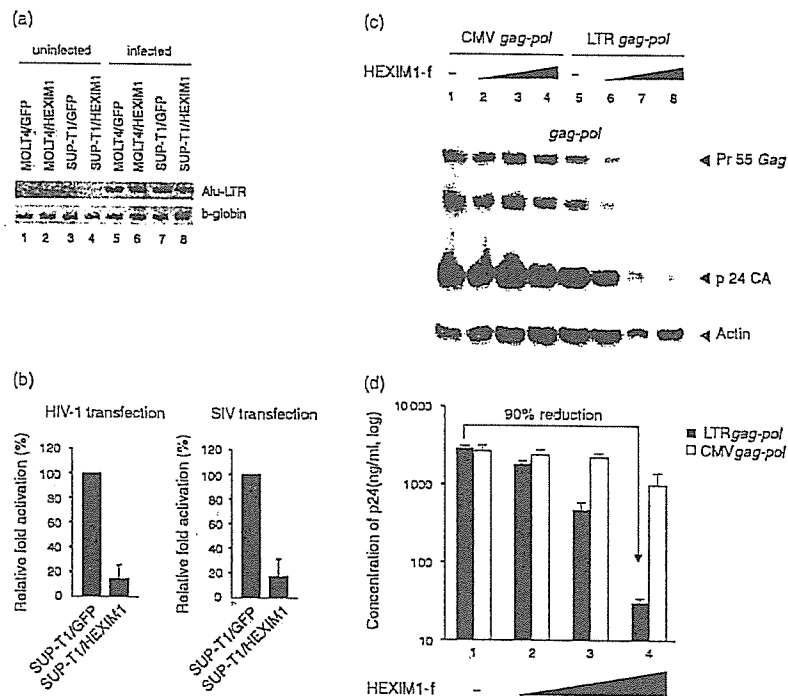 (a)
uninfected infected
MOLT4/GFP
MOLT4/HEXIM1
SUP-T1/GFP
SUP-T1/HEXIM1
MOLT4/GFP
MOLT4/HEXIM1
SUP-T1/GFP
SUP-T1/HEXIM1
Alu-LTR
b-globin
1 2 3 4 5 6 7 8
(b)
HIV-1 transfection
Relative fold activation (%)
120
100
80
60
40
20
0
SUP-T1/GFP
SUP-T1/HEXIM1
SIV transfection
Relative fold activation (%)
120
100
80
60
40
20
0
SUP-T1/GFP
SUP-T1/HEXIM1
(c)
CMV gag-pol LTR gag-pol
HEXIM1-f – –
1 2 3 4 5 6 7 8
gag-pol
Pr 55 Gag
p 24 CA
Actin
(d)
Concentration of p24(ng/ml, log)
10 000
1000
100
10
90% reduction
LTRgag-pol
CMVgag-pol
1 2 3 4
HEXIM1-f –